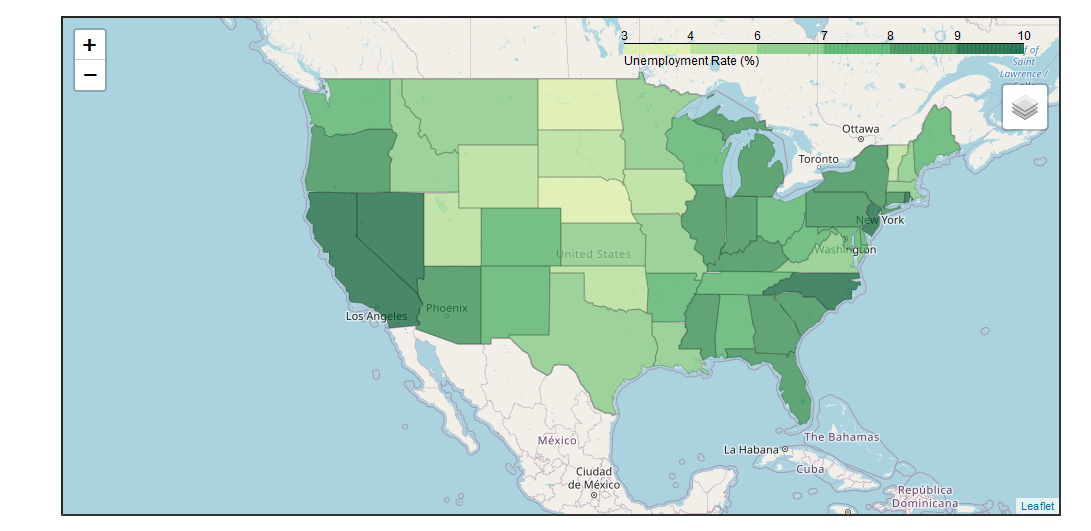 +
−
3 4 6 7 8 9 10
Unemployment Rate (%)
f of
Saint
Lawrence /
Ottawa
Toronto
New York
Washington
United States
Phoenix
Los Angeles
México
Ciudad
de México
La Habana
The Bahamas
Cuba
República
Dominicana
Leaflet